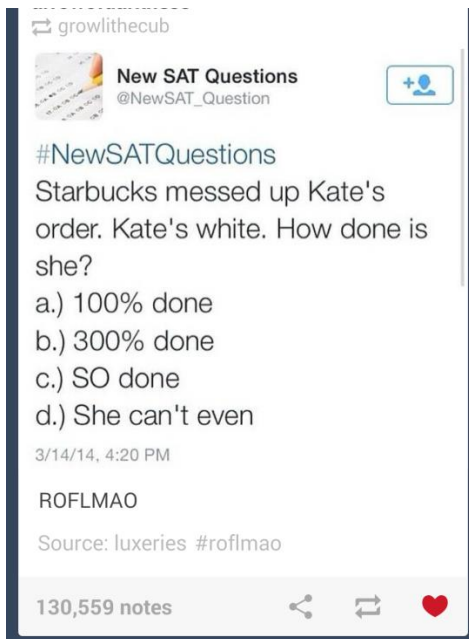 growlithecub
New SAT Questions
@NewSAT_Question
#NewSATQuestions
Starbucks messed up Kate's
order. Kate's white. How done is
she?
a.) 100% done
b.) 300% done
c.) SO done
d.) She can't even
3/14/14, 4:20 PM
ROFLMAO
Source: luxeries #roflmao
130,559 notes